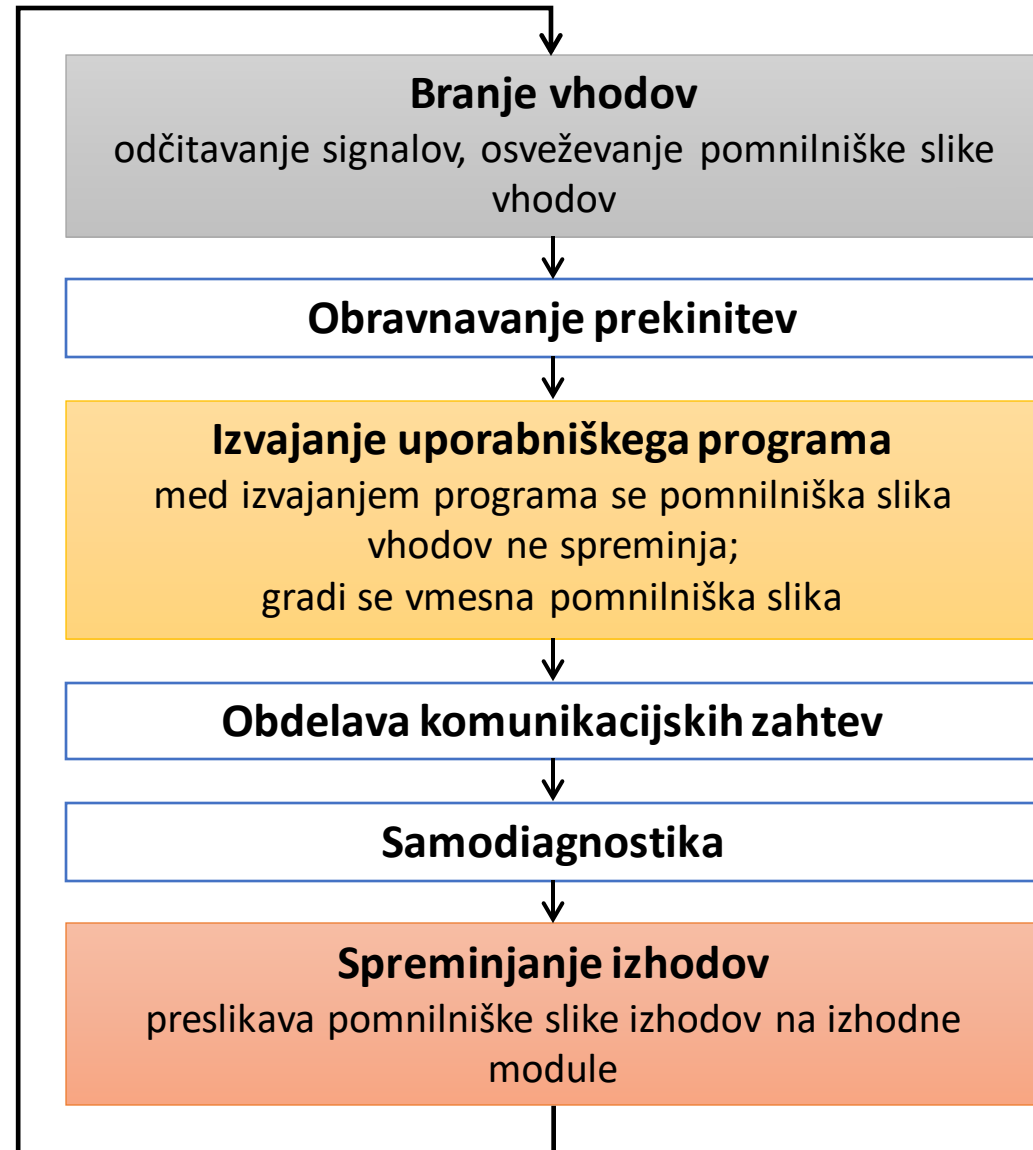 Branje vhodov
odčitavanje signalov, osveževanje pomnilniške slike
vhodov
Obravnavanje prekinitev
Izvajanje uporabniškega programa
med izvajanjem programa se pomnilniška slika
vhodov ne spreminja;
gradi se vmesna pomnilniška slika
Obdelava komunikacijskih zahtev
Samodiagnostika
Spreminjanje izhodov
preslikava pomnilniške slike izhodov na izhodne
module